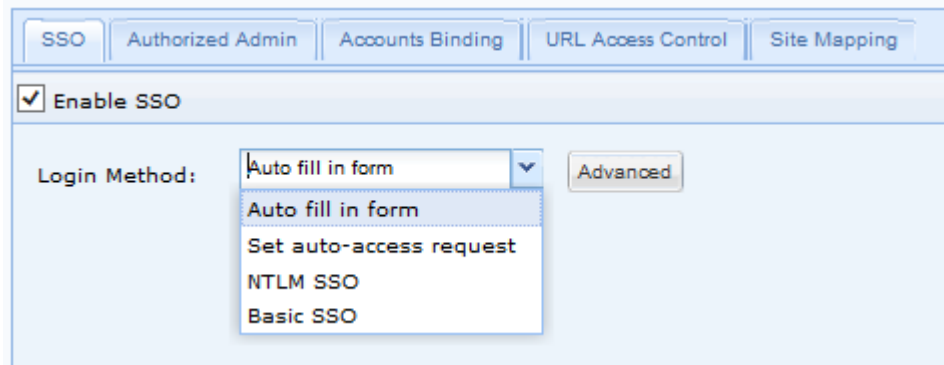 SSO Authorized Admin Accounts Binding URL Access Control Site Mapping
Enable SSO
Login Method: Auto fill in form Advanced
Auto fill in form
Set auto-access request
NTLM SSO
Basic SSO